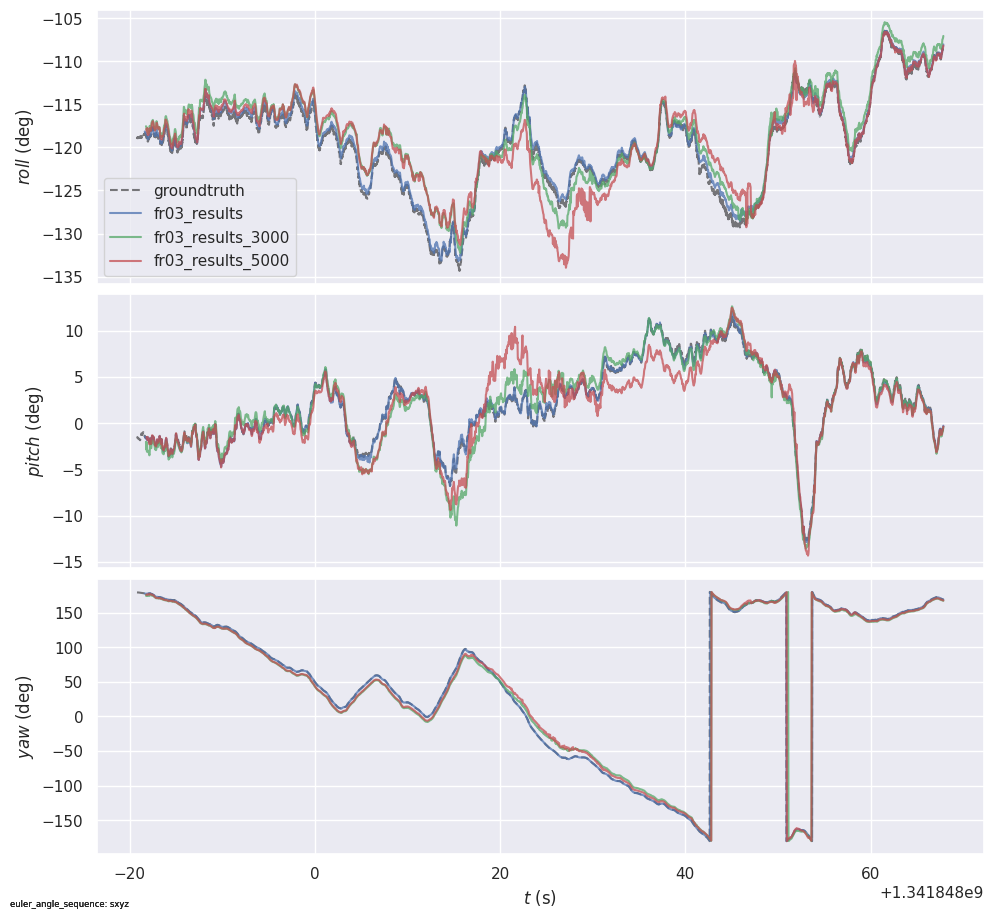 −105
−110
−115
−120
−125
−130
−135
roll (deg)
groundtruth
fr03_results
fr03_results_3000
fr03_results_5000
10
5
0
−5
−10
−15
pitch (deg)
150
100
50
0
−50
−100
−150
yaw (deg)
−20 0 20 40 60
t (s)
+1.341848e9
euler_angle_sequence: sxyz